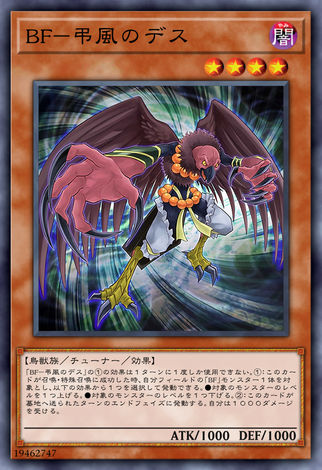 BF－弔風のデス
やみ
闇
【鳥獣族／チューナー／効果】
「BF－弔風のデス」の①の効果は１ターンに１度しか使用できない。①：このカー
ドが召喚・特殊召喚に成功した時、自分フィールドの「BF」モンスター１体を対
象とし、以下の効果から１つを選択して発動できる。●対象のモンスターのレベル
を１つ上げる。●対象のモンスターのレベルを１つ下げる。②：このカードが
墓地へ送られたターンのエンドフェイズに発動する。自分は１０００ダメージ
を受ける。
ATK/1000 DEF/1000
19462747